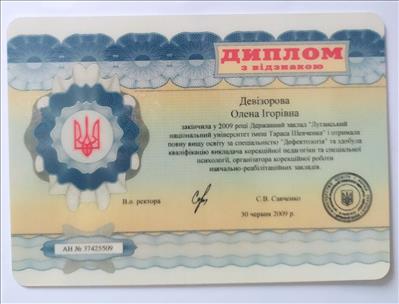 ДИПЛОМ
З ВІДЗНАКОЮ
Девізорова
Олена Ігорівна
закінчила у 2009 році Державний заклад "Луганський
національний університет імені Тараса Шевченка" і отримала
повну вищу освіту за спеціальністю "Дефектологія" та здобула
кваліфікацію викладача корекційної педагогіки та спеціальної
психології, організатора корекційної роботи
навчально-реабілітаційних закладів.
В.о. ректора
С.В. Савченко
30 червня 2009 р.
АН № 37425509